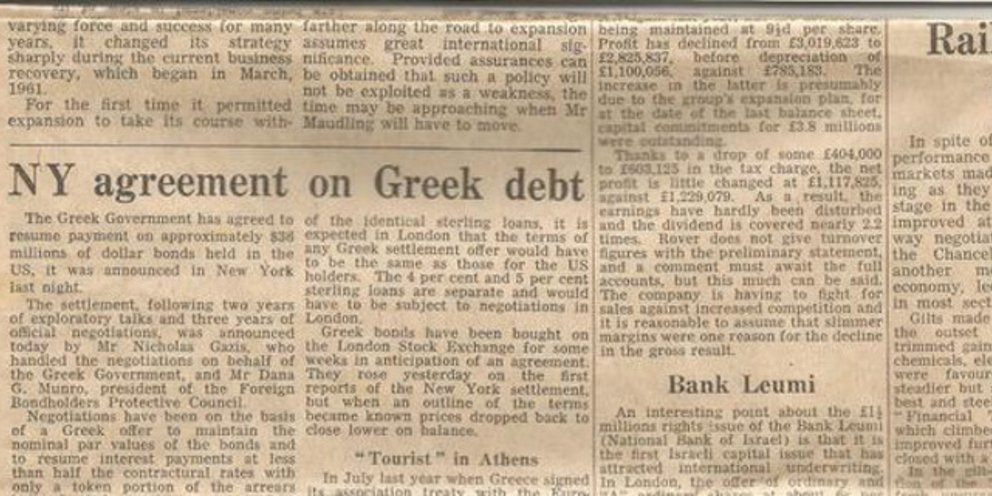 varying force and success for many
years, it changed its strategy
sharply during the current business
recovery, which began in March,
1961.
For the first time it permitted
expansion to take its course with-
farther along the road to expansion
assumes great international sig-
nificance. Provided assurances can
be obtained that such a policy will
not be exploited as a weakness, the
time may be approaching when Mr
Maudling will have to move.
NY agreement on Greek debt
The Greek Government has agreed to
resume payment on approximately
millions of dollar bonds held in the
US, it was announced in New York
last night.
The settlement, following two years
of exploratory talks and three years of
official negotiations, was announced
today by Mr Nicholas Gazis, who
handled the negotiations on behalf of
the Greek Government, and Mr Dana
G. Munro, president of the Foreign
Bondholders Protective Council.
Negotiations have been on the basis
of a Greek offer to maintain the
nominal par values of the bonds and
to resume interest payments at less
than half the contractural rates with
only a token portion of the arrears
of the identical sterling loans, it is
expected in London that the terms of
any Greek settlement offer would have
to be the same as those for the US
holders. The 4 per cent and 5 per cent
sterling loans are separate and would
have to be subject to negotiations in
London.
Greek bonds have been bought on
the London Stock Exchange for some
weeks in anticipation of an agreement.
They rose yesterday on the first
reports of the New York settlement,
but when an outline of the terms
became known prices dropped back to
close lower on balance.
"Tourist" in Athens
In July last year when Greece signed
its association treaty with the Euro-
being maintained at 9½d per share.
Profit has declined from £3,019,623 to
£2,825,837, before depreciation of
£1,100,056, against £785,183. The
increase in the latter is presumably
due to the group's expansion plan, for
at the date of the last balance sheet,
capital commitments for £3.8 millions
were outstanding.
Thanks to a drop of some £404,000
to £603,125 in the tax charge, the net
profit is little changed at £1,117,825,
against £1,229,079. As a result, the
earnings have hardly been disturbed
and the dividend is covered nearly 2.2
times. Rover does not give turnover
figures with the preliminary statement,
and a comment must await the full
accounts, but this much can be said.
The company is having to fight for
sales against increased competition and
it is reasonable to assume that slimmer
margins were one reason for the decline
in the gross result.
Bank Leumi
An interesting point about the
millions rights issue of the Bank Leumi
(National Bank of Israel) is that it is
the first Israeli capital issue that has
attracted international underwriting.
In London, the offer of ordinary and
"A" ordinary shares at
Rail
In spite of
performance
markets mad
ing as they
stage in the
improved at
way negotiat
the Chancel
another
economy, led
in most sect
Gilts made
the outset
trimmed gain
chemicals, ele
were favour
steadier but
best and stee
"Financial
which climbe
improved furt
closed with a
In the gilt-